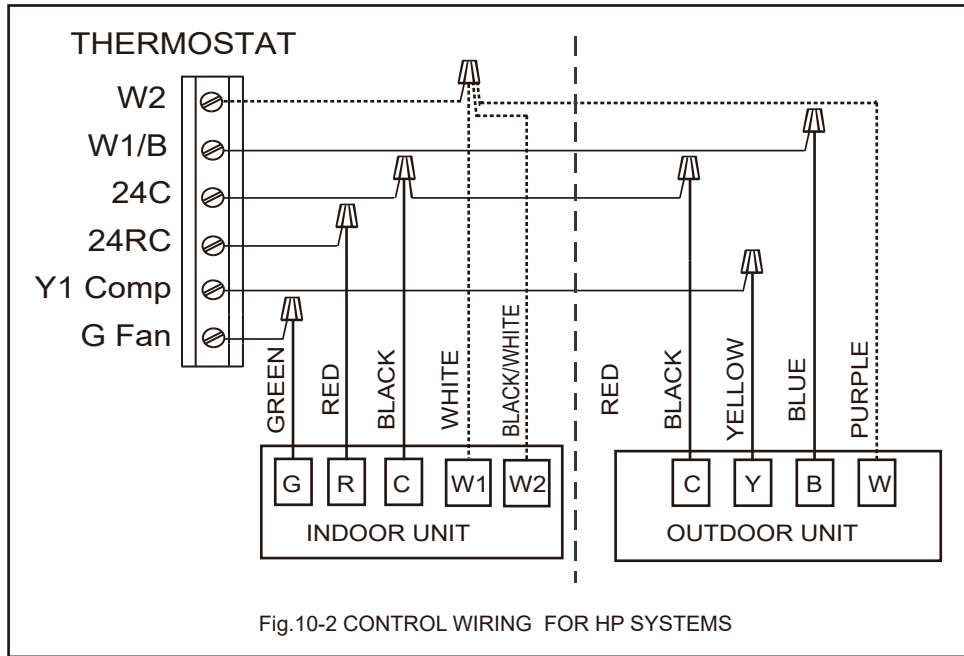 THERMOSTAT
W2
W1/B
24C
24RC
Y1 Comp
G Fan
GREEN
RED
BLACK
WHITE
BLACK/WHITE
RED
BLACK
YELLOW
BLUE
PURPLE
G R C W1 W2
INDOOR UNIT
C Y B W
OUTDOOR UNIT
Fig.10-2 CONTROL WIRING FOR HP SYSTEMS